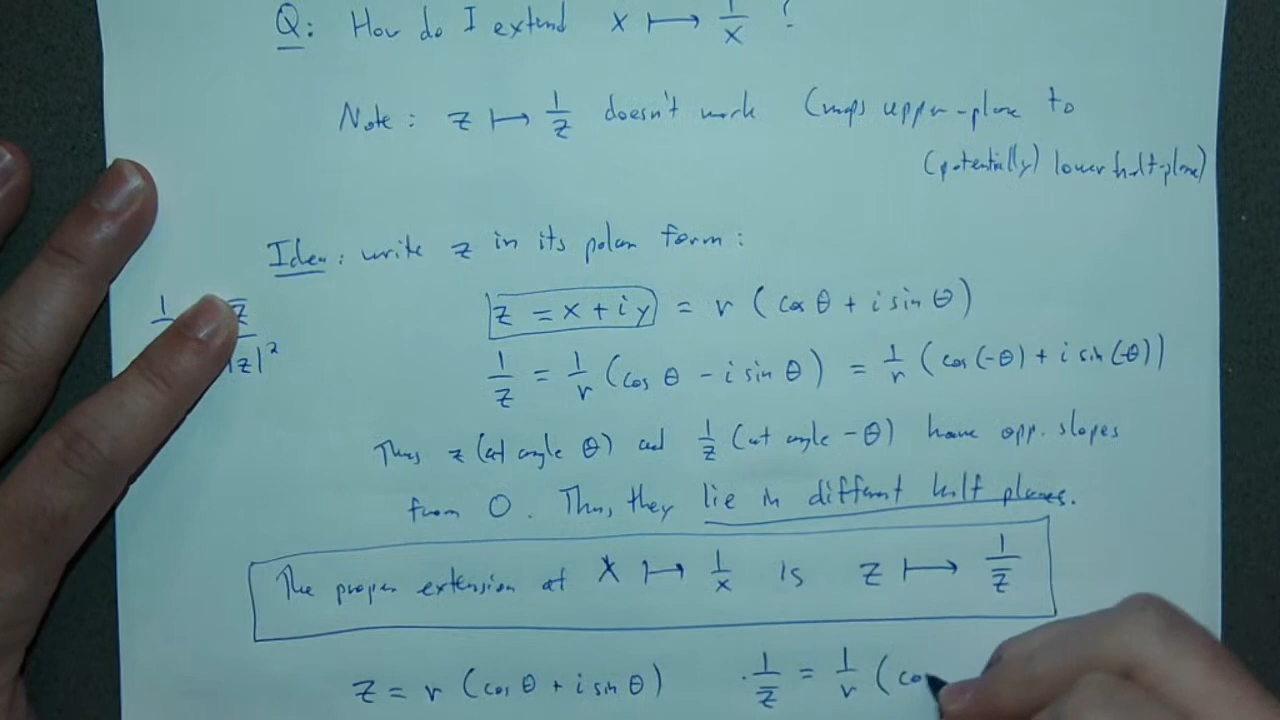 Q: How do I extend x ↦ 1/x ?
Note: z ↦ 1/z doesn't work (maps upper-plane to
(potentially) lower half-plane)
Idea: write z in its polar form:
z = x + iy = r (cos θ + i sin θ)
z̅
|z|²
1/z = 1/r (cos θ - i sin θ) = 1/r (cos(-θ) + i sin(-θ))
Thus z (at angle θ) and 1/z (at angle -θ) have opp. slopes
from 0. Thus, they lie in different half planes.
The proper extension of x ↦ 1/x is z ↦ 1/z̅
z = r (cos θ + i sin θ) 1/z̅ = 1/r (co